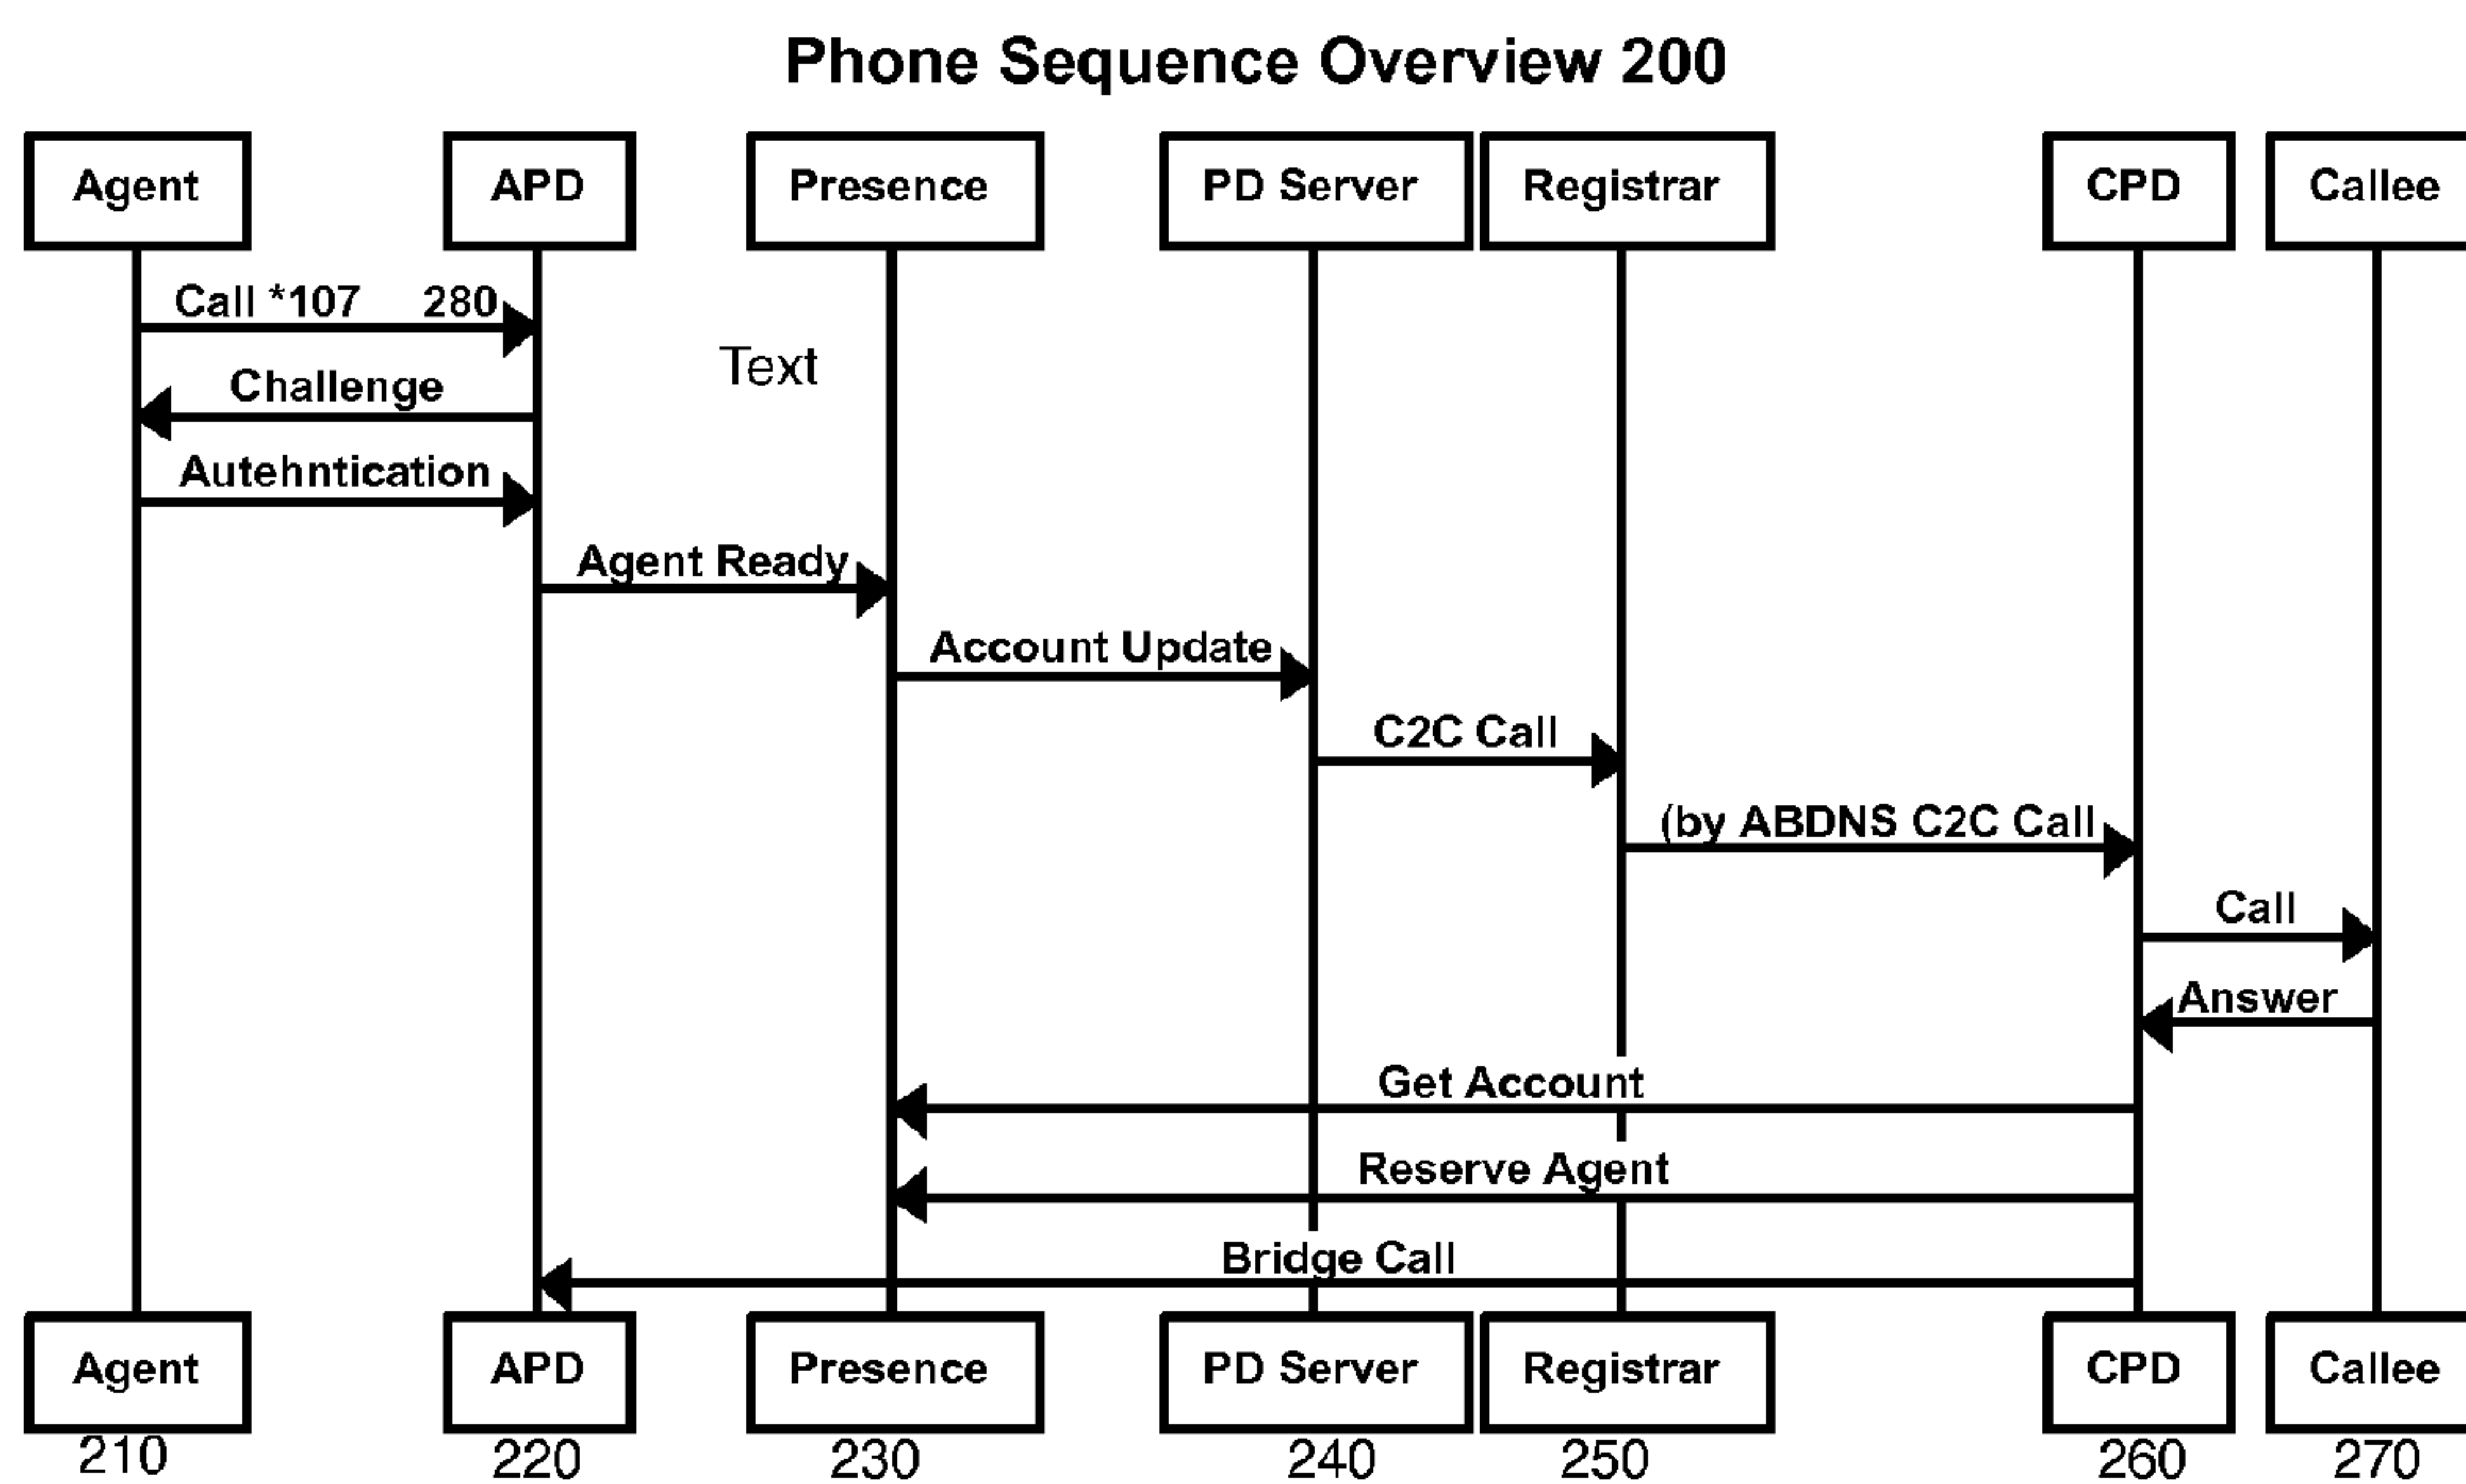 Phone Sequence Overview 200
Agent APD Presence PD Server Registrar CPD Callee
Call *107 280
Text
Challenge
Autehntication
Agent Ready
Account Update
C2C Call
(by ABDNS C2C Call
Call
Answer
Get Account
Reserve Agent
Bridge Call
Agent APD Presence PD Server Registrar CPD Callee
210 220 230 240 250 260 270